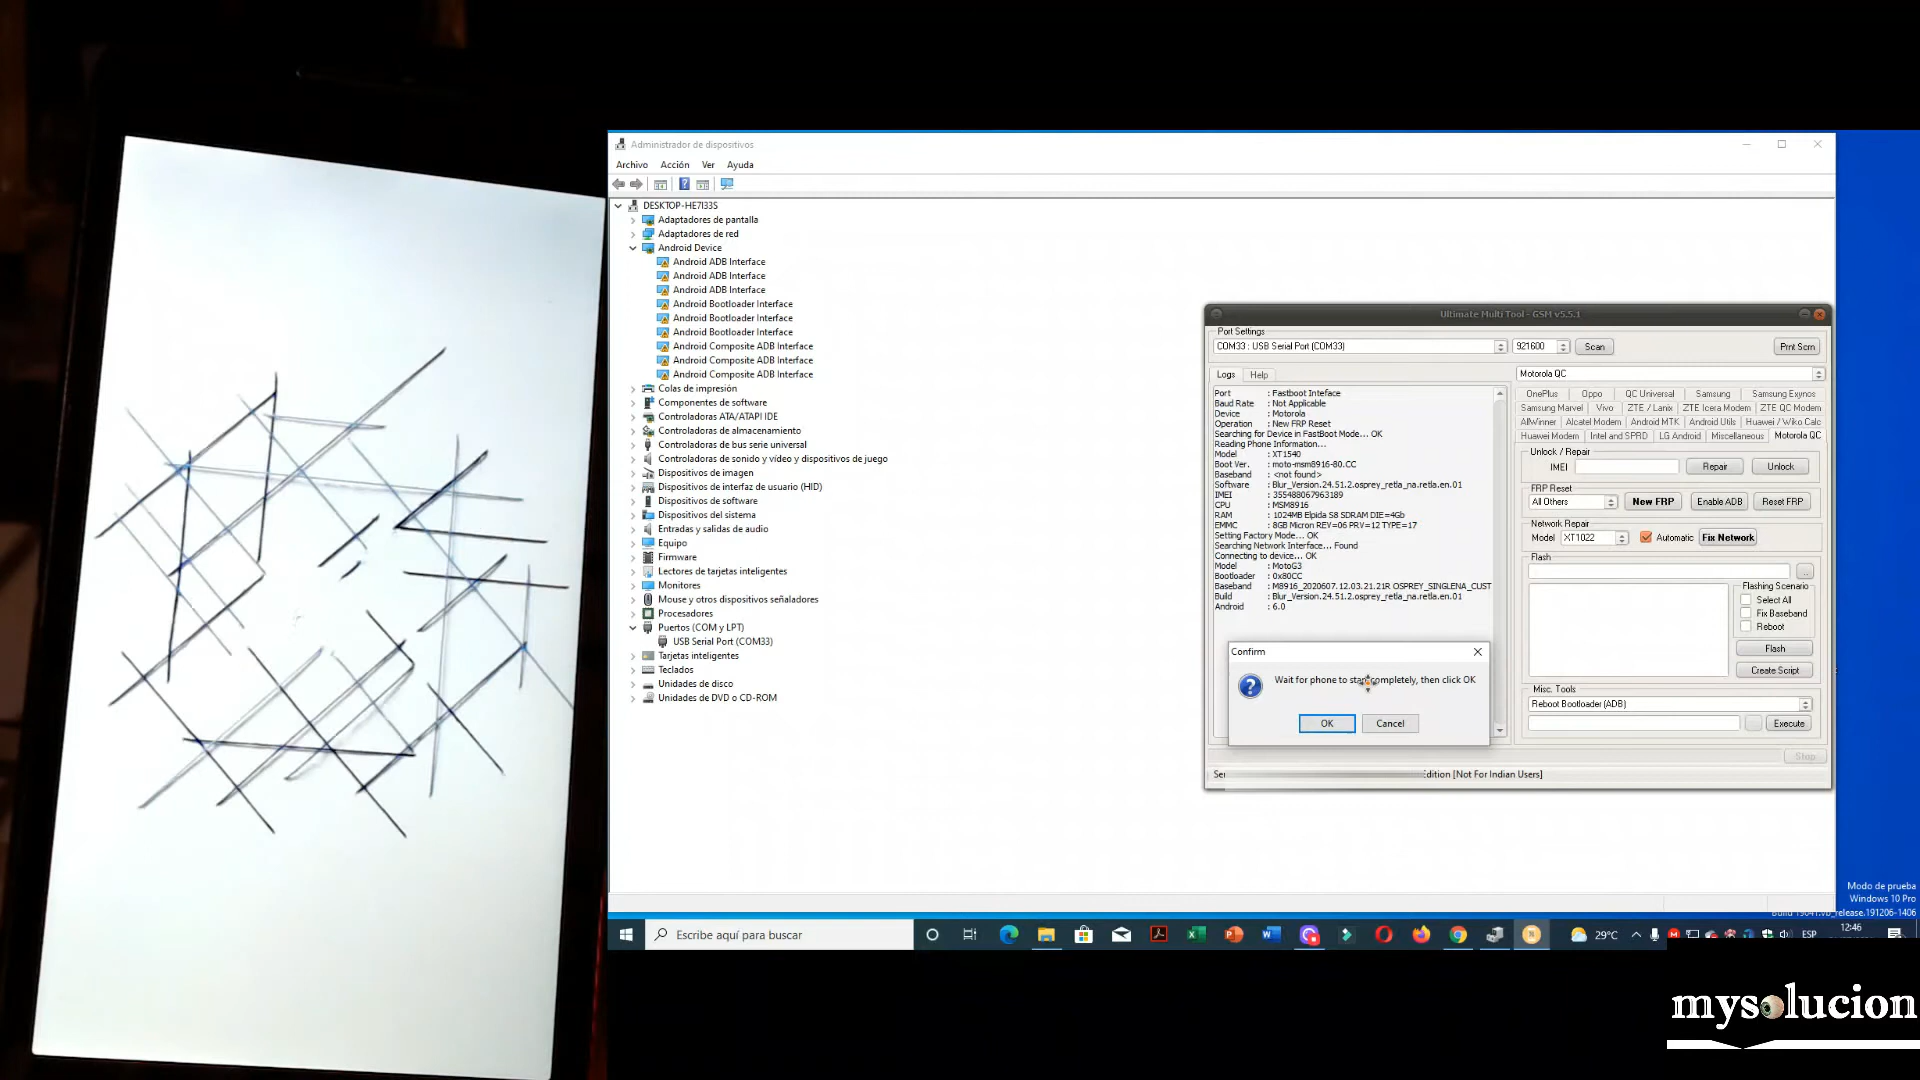 Administrador de dispositivos
Archivo Acción Ver Ayuda
DESKTOP-HE7I33S
Adaptadores de pantalla
Adaptadores de red
Android Device
Android ADB Interface
Android ADB Interface
Android ADB Interface
Android Bootloader Interface
Android Bootloader Interface
Android Bootloader Interface
Android Composite ADB Interface
Android Composite ADB Interface
Android Composite ADB Interface
Colas de impresión
Componentes de software
Controladoras ATA/ATAPI IDE
Controladoras de almacenamiento
Controladoras de bus serie universal
Controladoras de sonido y vídeo y dispositivos de juego
Dispositivos de imagen
Dispositivos de interfaz de usuario (HID)
Dispositivos de software
Dispositivos del sistema
Entradas y salidas de audio
Equipo
Firmware
Lectores de tarjetas inteligentes
Monitores
Mouse y otros dispositivos señaladores
Procesadores
Puertos (COM y LPT)
USB Serial Port (COM33)
Tarjetas inteligentes
Teclados
Unidades de disco
Unidades de DVD o CD-ROM
Ultimate Multi Tool - GSM v5.5.1
Port Settings
COM33 : USB Serial Port (COM33) 921600 Scan Prnt Scrn
Logs Help
Port : Fastboot Inteface
Baud Rate : Not Applicable
Device : Motorola
Operation : New FRP Reset
Searching for Device in FastBoot Mode... OK
Reading Phone Information...
Model : XT1540
Boot Ver. : moto-msm8916-80.CC
Baseband : <not found>
Software : Blur_Version.24.51.2.osprey_retla_na.retla.en.01
IMEI : 355488067963189
CPU : MSM8916
RAM : 1024MB Elpida S8 SDRAM DIE=4Gb
EMMC : 8GB Micron REV=06 PRV=12 TYPE=17
Setting Factory Mode... OK
Searching Network Interface... Found
Connecting to device... OK
Model : MotoG3
Bootloader : 0x80CC
Baseband : M8916_2020607.12.03.21.21R OSPREY_SINGLENA_CUST
Build : Blur_Version.24.51.2.osprey_retla_na.retla.en.01
Android : 6.0
Confirm
Wait for phone to start completely, then click OK
OK Cancel
Edition [Not For Indian Users]
Motorola QC
OnePlus Oppo QC Universal Samsung Samsung Exynos
Samsung Marvel Vivo ZTE / Lanix ZTE Icera Modem ZTE QC Modem
AllWinner Alcatel Modem Android MTK Android Utils Huawei / Wiko Calc
Huawei Modem Intel and SPRD LG Android Miscellaneous Motorola QC
Unlock / Repair
IMEI Repair Unlock
FRP Reset
All Others New FRP Enable ADB Reset FRP
Network Repair
Model XT1022 Automatic Fix Network
Flash
Flashing Scenario
Select All
Fix Baseband
Reboot
Flash
Create Script
Misc. Tools
Reboot Bootloader (ADB)
Execute
Stop
Modo de prueba
Windows 10 Pro
Build 19041.vb_release.191206-1406
Escribe aquí para buscar
29°C
ESP
12:46
mysolucion